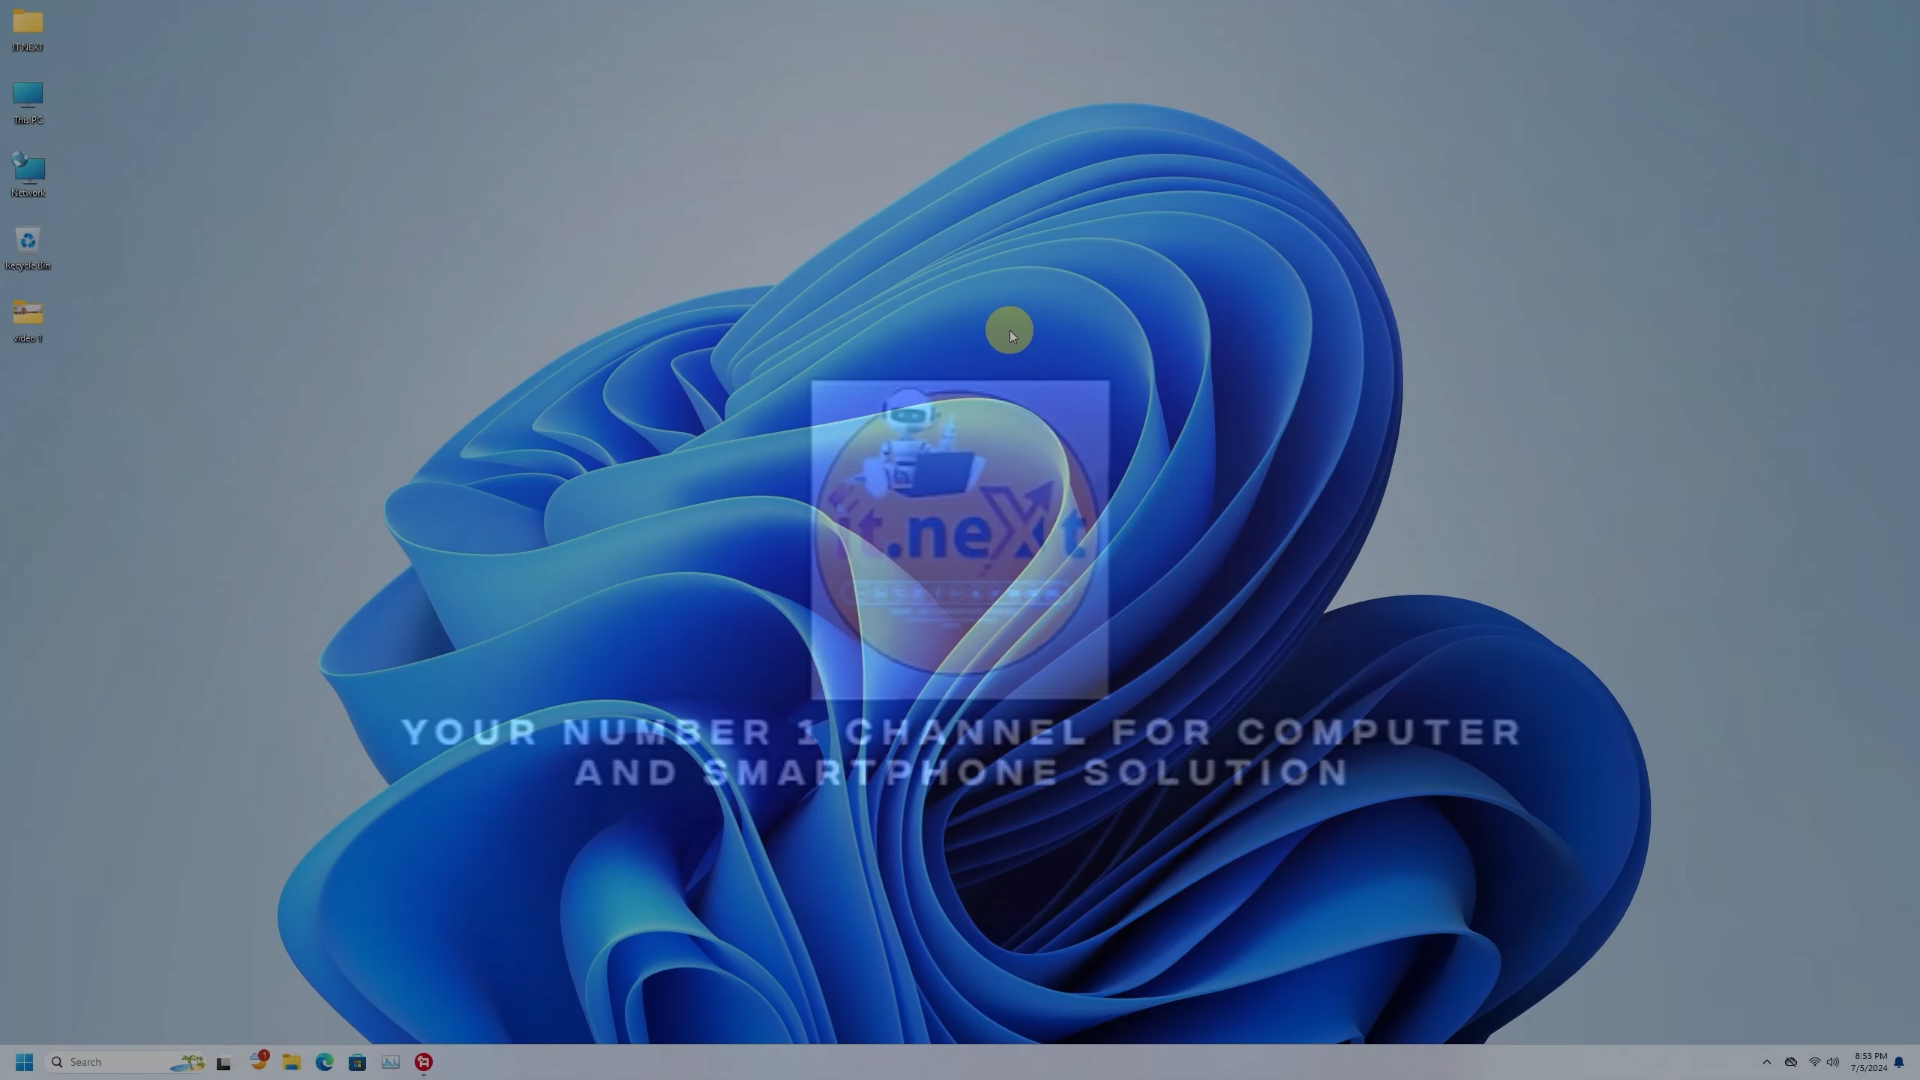 IT NEXT
This PC
Network
Recycle Bin
video 1
it.neXt
YOUR NUMBER 1 CHANNEL FOR COMPUTER
AND SMARTPHONE SOLUTION
Search
1
8:53 PM
7/5/2024